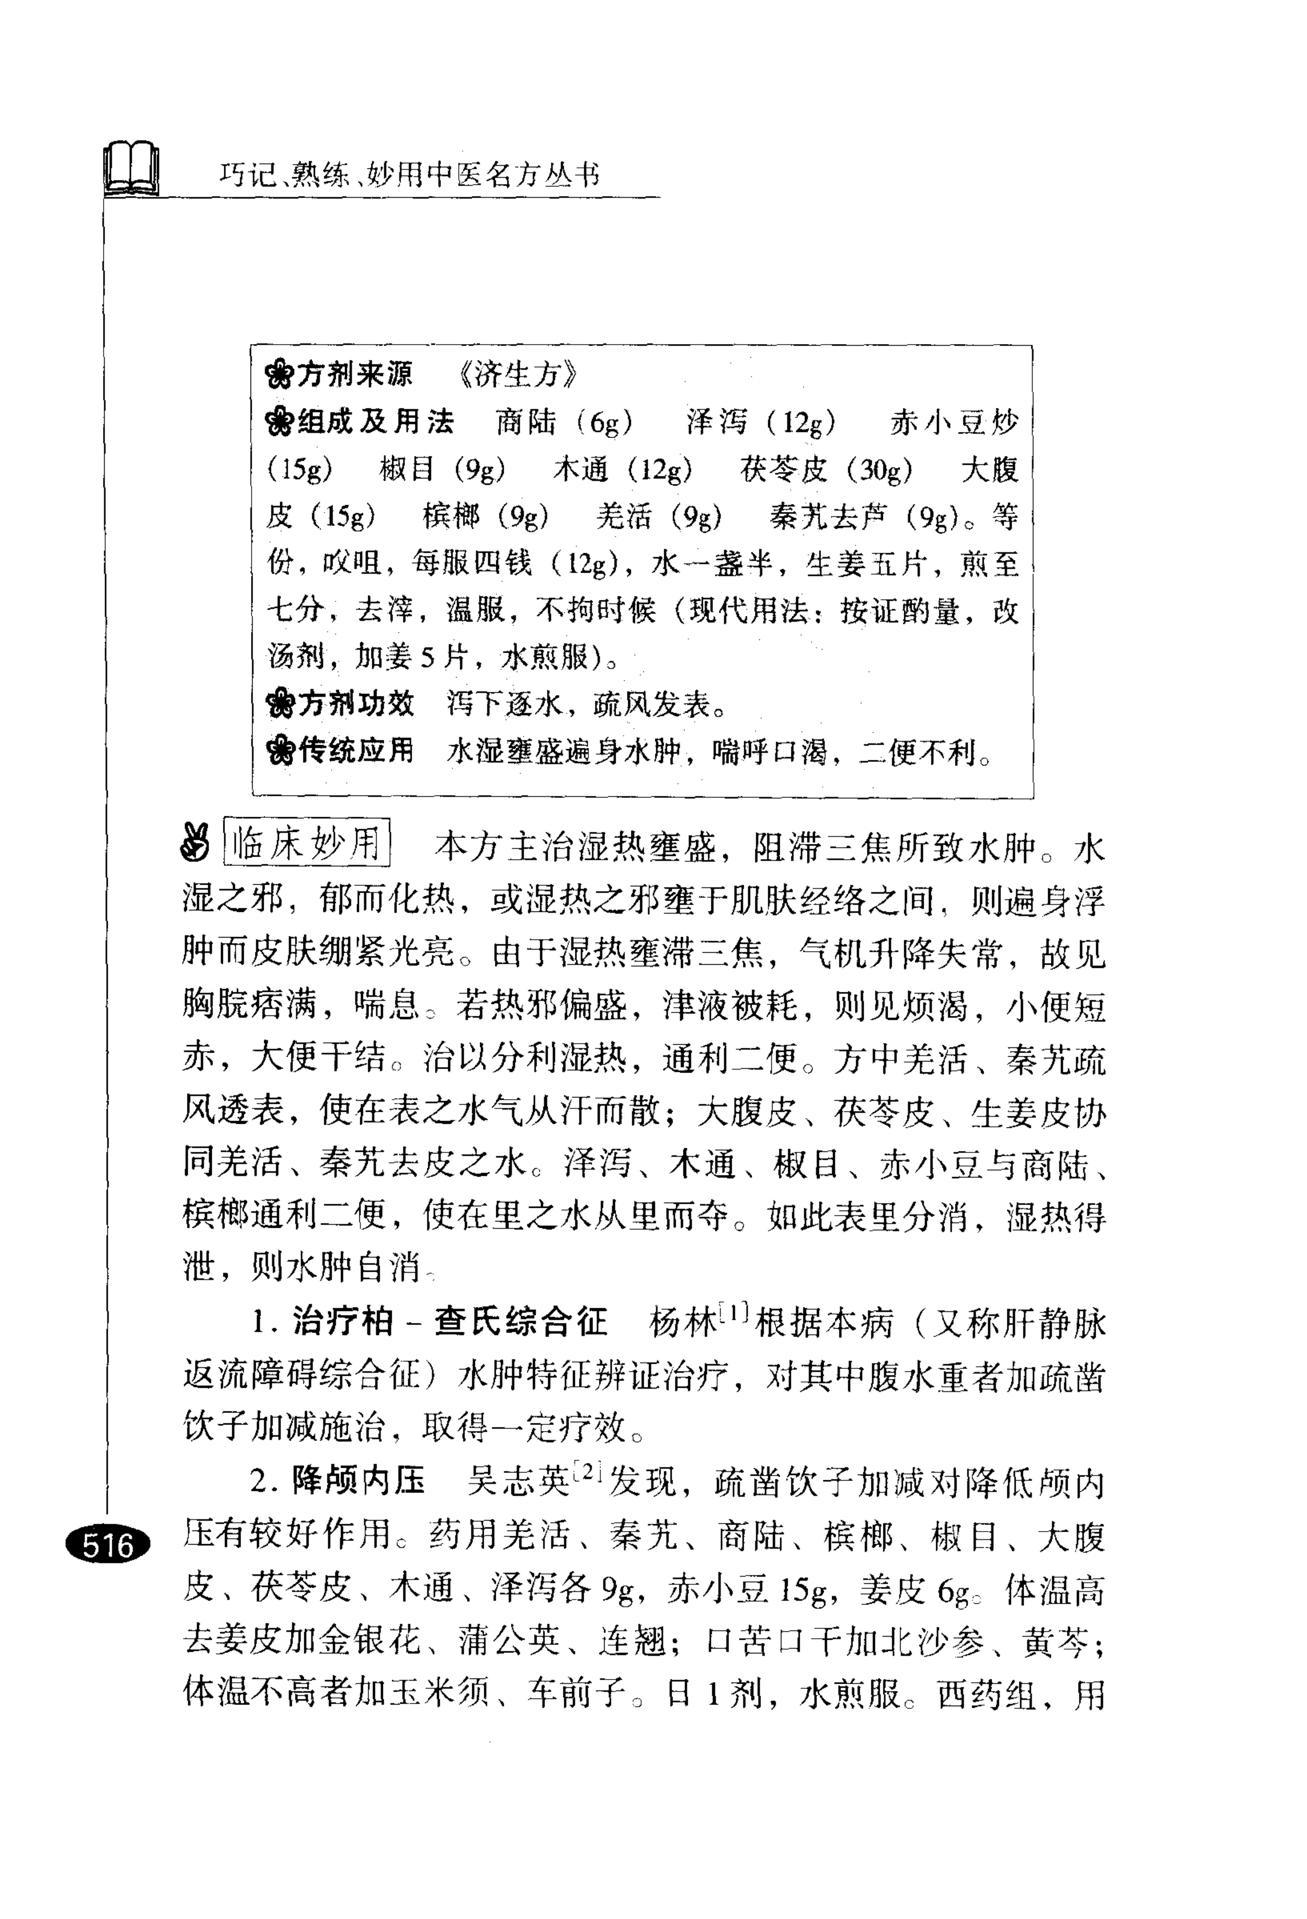 巧记、熟练、妙用中医名方丛书
方剂来源 《济生方》
组成及用法 商陆（6g） 泽泻（12g） 赤小豆炒
（15g） 椒目（9g） 木通（12g） 茯苓皮（30g） 大腹
皮（15g） 槟榔（9g） 羌活（9g） 秦艽去芦（9g）。等
份，㕮咀，每服四钱（12g），水一盏半，生姜五片，煎至
七分，去滓，温服，不拘时候（现代用法：按证酌量，改
汤剂，加姜5片，水煎服）。
方剂功效 泻下逐水，疏风发表。
传统应用 水湿壅盛遍身水肿，喘呼口渴，二便不利。
临床妙用 本方主治湿热壅盛，阻滞三焦所致水肿。水
湿之邪，郁而化热，或湿热之邪壅于肌肤经络之间，则遍身浮
肿而皮肤绷紧光亮。由于湿热壅滞三焦，气机升降失常，故见
胸脘痞满，喘息。若热邪偏盛，津液被耗，则见烦渴，小便短
赤，大便干结。治以分利湿热，通利二便。方中羌活、秦艽疏
风透表，使在表之水气从汗而散；大腹皮、茯苓皮、生姜皮协
同羌活、秦艽去皮之水。泽泻、木通、椒目、赤小豆与商陆、
槟榔通利二便，使在里之水从里而夺。如此表里分消，湿热得
泄，则水肿自消。
1. 治疗柏-查氏综合征 杨林[1]根据本病（又称肝静脉
返流障碍综合征）水肿特征辨证治疗，对其中腹水重者加疏凿
饮子加减施治，取得一定疗效。
2. 降颅内压 吴志英[2]发现，疏凿饮子加减对降低颅内
压有较好作用。药用羌活、秦艽、商陆、槟榔、椒目、大腹
皮、茯苓皮、木通、泽泻各9g，赤小豆15g，姜皮6g。体温高
去姜皮加金银花、蒲公英、连翘；口苦口干加北沙参、黄芩；
体温不高者加玉米须、车前子。日1剂，水煎服。西药组，用
516